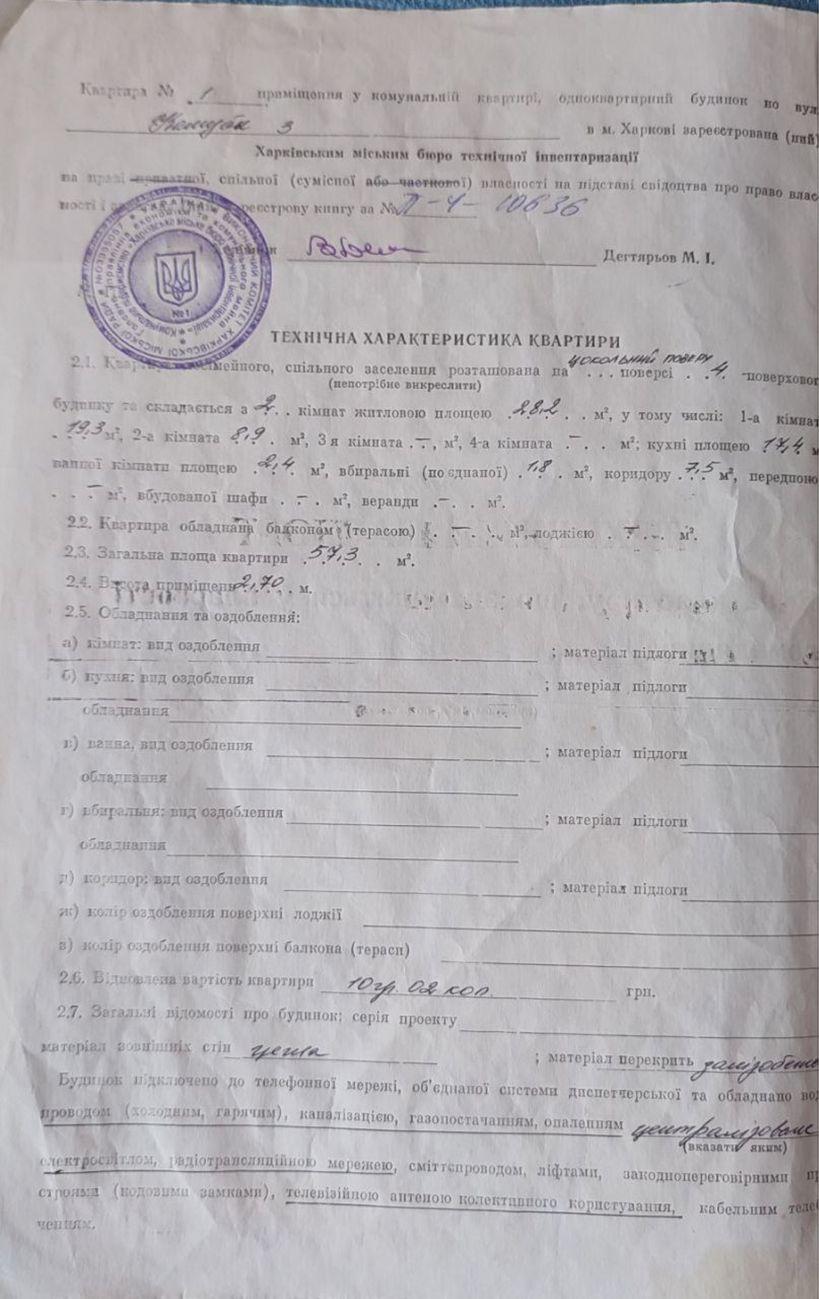 Квартира № 1 приміщення у комунальній квартирі, одноквартирний будинок по вул
3 в м. Харкові зареєстрована (ний)
Харківським міським бюро технічної інвентаризації
на праві приватної, спільної (сумісної або часткової) власності на підставі свідоцтва про право влас
ності і реєстрову книгу за № П-4-10636
Дегтярьов М. І.
ТЕХНІЧНА ХАРАКТЕРИСТИКА КВАРТИРИ
цокольний поверх
2.1. сімейного, спільного заселення розташована на . . . поверсі . . 4 -поверхового
(непотрібне викреслити)
будинку та складається з 2 . . кімнат житловою площею . 28,2 . . м², у тому числі: 1-а кімнат
. 19,3 м², 2-а кімната 8,9 . м², 3 я кімната . — , м², 4-а кімната . — . . м²; кухні площею 17,4 м
ванної кімнати площею . 2,4 . м², вбиральні (поєднаної) . 1,8 . м², коридору . 7,5 м², передпоко
. . — м², вбудованої шафи . — . м², веранди . — . . м².
2.2. Квартира обладнана балконом (терасою) . — . м², лоджією . — . . м².
2.3. Загальна площа квартири . 57,3 . . м².
2.4. Висота приміщень 2,70 . м.
2.5. Обладнання та оздоблення:
а) кімнат: вид оздоблення ; матеріал підлоги
б) кухня: вид оздоблення ; матеріал підлоги
обладнання
в) ванна, вид оздоблення ; матеріал підлоги
обладнання
г) вбиральня: вид оздоблення ; матеріал підлоги
обладнання
д) коридор: вид оздоблення ; матеріал підлоги
ж) колір оздоблення поверхні лоджії
з) колір оздоблення поверхні балкона (тераси)
2.6. Відновлена вартість квартири 10гр. 02 коп. грн.
2.7. Загальні відомості про будинок: серія проекту
матеріал зовнішніх стін цегла ; матеріал перекрить залізобетон
Будинок підключено до телефонної мережі, об'єднаної системи диспетчерської та обладнано во
проводом (холодним, гарячим), каналізацією, газопостачанням, опаленням централізоване
(вказати яким)
електросвітлом, радіотрансляційною мережею, сміттєпроводом, ліфтами, закоднопереговірними пр
строями (кодовими замками), телевізійною антеною колективного користування, кабельним телеб
ченням.